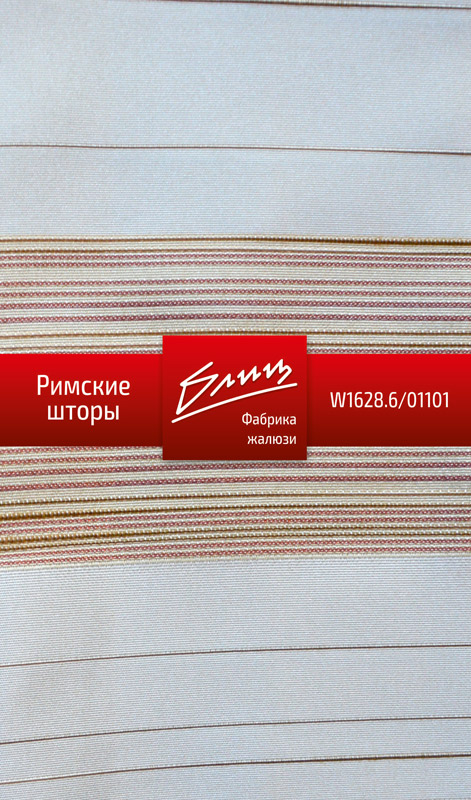 Римские
шторы
Блиц
Фабрика
жалюзи
W1628.6/01101